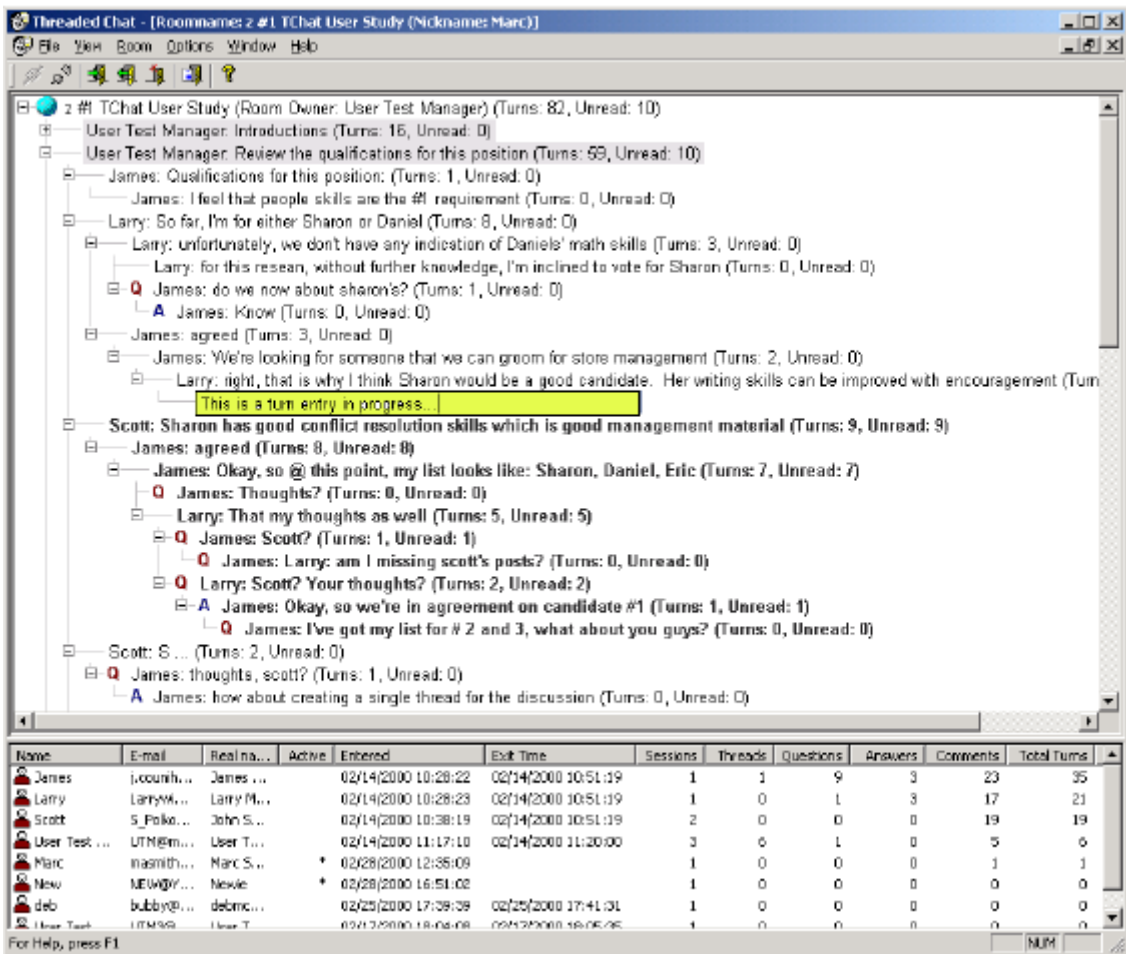 Threaded Chat - [Roomname: z #1 TChat User Study (Nickname: Marc)]
File View Room Options Window Help
z #1 TChat User Study (Room Owner: User Test Manager) (Turns: 82, Unread: 10)
User Test Manager: Introductions (Turns: 16, Unread: 0)
User Test Manager: Review the qualifications for this position (Turns: 59, Unread: 10)
James: Qualifications for this position: (Turns: 1, Unread: 0)
James: I feel that people skills are the #1 requirement (Turns: 0, Unread: 0)
Larry: So far, I'm for either Sharon or Daniel (Turns: 8, Unread: 0)
Larry: unfortunately, we don't have any indication of Daniels' math skills (Turns: 3, Unread: 0)
Larry: for this resean, without further knowledge, I'm inclined to vote for Sharon (Turns: 0, Unread: 0)
Q James: do we now about sharon's? (Turns: 1, Unread: 0)
A James: Know (Turns: 0, Unread: 0)
James: agreed (Turns: 3, Unread: 0)
James: We're looking for someone that we can groom for store management (Turns: 2, Unread: 0)
Larry: right, that is why I think Sharon would be a good candidate. Her writing skills can be improved with encouragement (Turn
This is a turn entry in progress...
Scott: Sharon has good conflict resolution skills which is good management material (Turns: 9, Unread: 9)
James: agreed (Turns: 8, Unread: 8)
James: Okay, so @ this point, my list looks like: Sharon, Daniel, Eric (Turns: 7, Unread: 7)
Q James: Thoughts? (Turns: 0, Unread: 0)
Larry: That my thoughts as well (Turns: 5, Unread: 5)
Q James: Scott? (Turns: 1, Unread: 1)
Q James: Larry: am I missing scott's posts? (Turns: 0, Unread: 0)
Q Larry: Scott? Your thoughts? (Turns: 2, Unread: 2)
A James: Okay, so we're in agreement on candidate #1 (Turns: 1, Unread: 1)
Q James: I've got my list for # 2 and 3, what about you guys? (Turns: 0, Unread: 0)
Scott: S ... (Turns: 2, Unread: 0)
Q James: thoughts, scott? (Turns: 1, Unread: 0)
A James: how about creating a single thread for the discussion (Turns: 0, Unread: 0)
Name E-mail Real na... Active Entered Exit Time Sessions Threads Questions Answers Comments Total Turns
James j.counih... James ... 02/14/2000 10:28:22 02/14/2000 10:51:19 1 1 9 3 23 35
Larry Larrywi... Larry M... 02/14/2000 10:28:23 02/14/2000 10:51:19 1 0 1 3 17 21
Scott S_Polko... John S... 02/14/2000 10:38:19 02/14/2000 10:51:19 2 0 0 0 19 19
User Test ... UTM@m... User T... 02/14/2000 11:17:10 02/14/2000 11:20:00 3 6 1 0 5 6
Marc masmith... Marc S... * 02/28/2000 12:35:09 1 0 0 0 1 1
New NEW@Y... Newie * 02/28/2000 16:51:02 1 0 0 0 0 0
deb bubby@... debmc... 02/25/2000 17:39:39 02/25/2000 17:41:31 1 0 0 0 0 0
User Test User T 02/17/2000 18:04:08 1 0 0 0 0 0
For Help, press F1 NUM